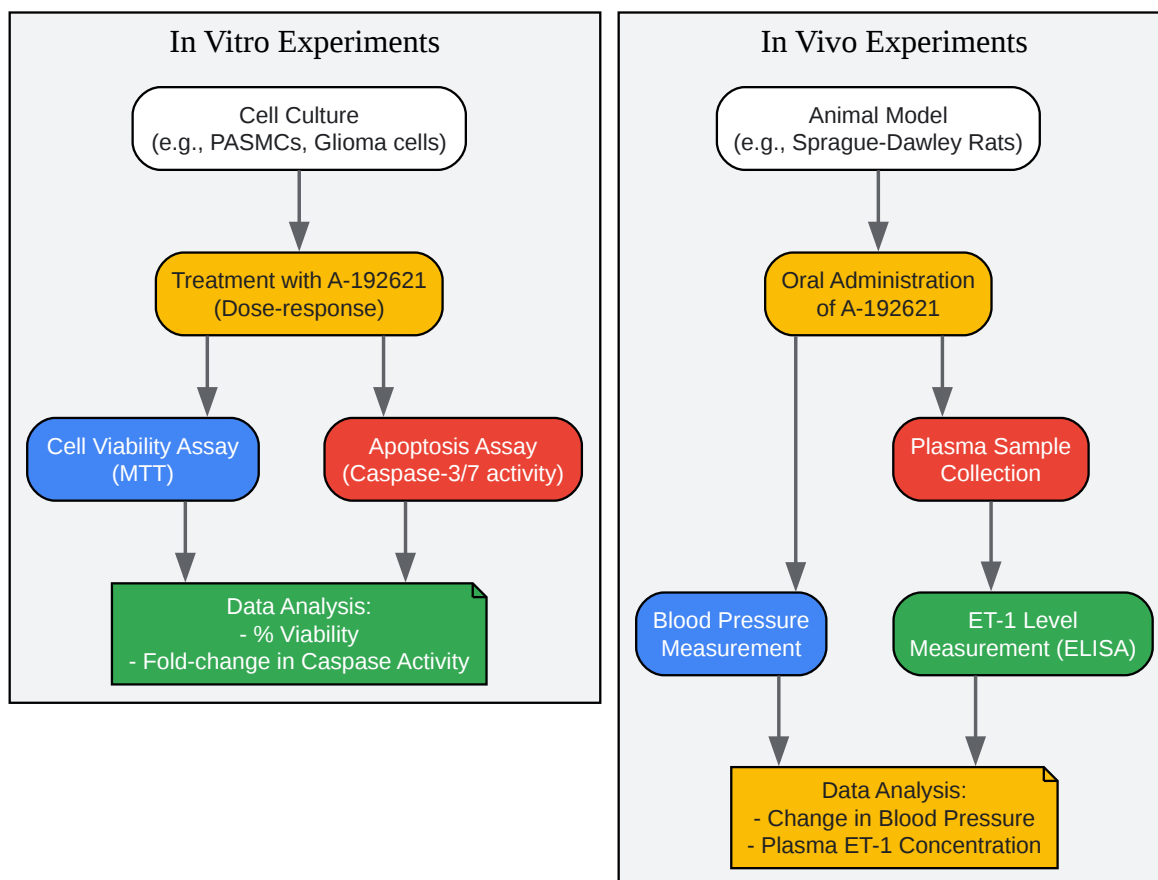 In Vitro Experiments
Cell Culture
(e.g., PASMCs, Glioma cells)
Treatment with A-192621
(Dose-response)
Cell Viability Assay
(MTT)
Apoptosis Assay
(Caspase-3/7 activity)
Data Analysis:
- % Viability
- Fold-change in Caspase Activity
In Vivo Experiments
Animal Model
(e.g., Sprague-Dawley Rats)
Oral Administration
of A-192621
Plasma Sample
Collection
Blood Pressure
Measurement
ET-1 Level
Measurement (ELISA)
Data Analysis:
- Change in Blood Pressure
- Plasma ET-1 Concentration